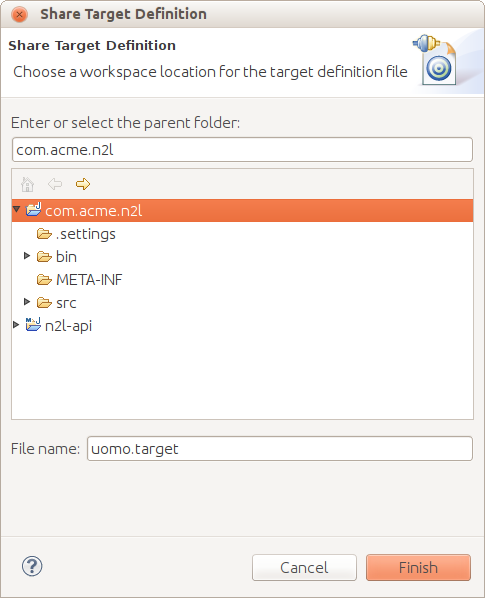 Share Target Definition
Share Target Definition
Choose a workspace location for the target definition file
Enter or select the parent folder:
com.acme.n2l
com.acme.n2l
.settings
bin
META-INF
src
n2l-api
File name: uomo.target
Cancel Finish